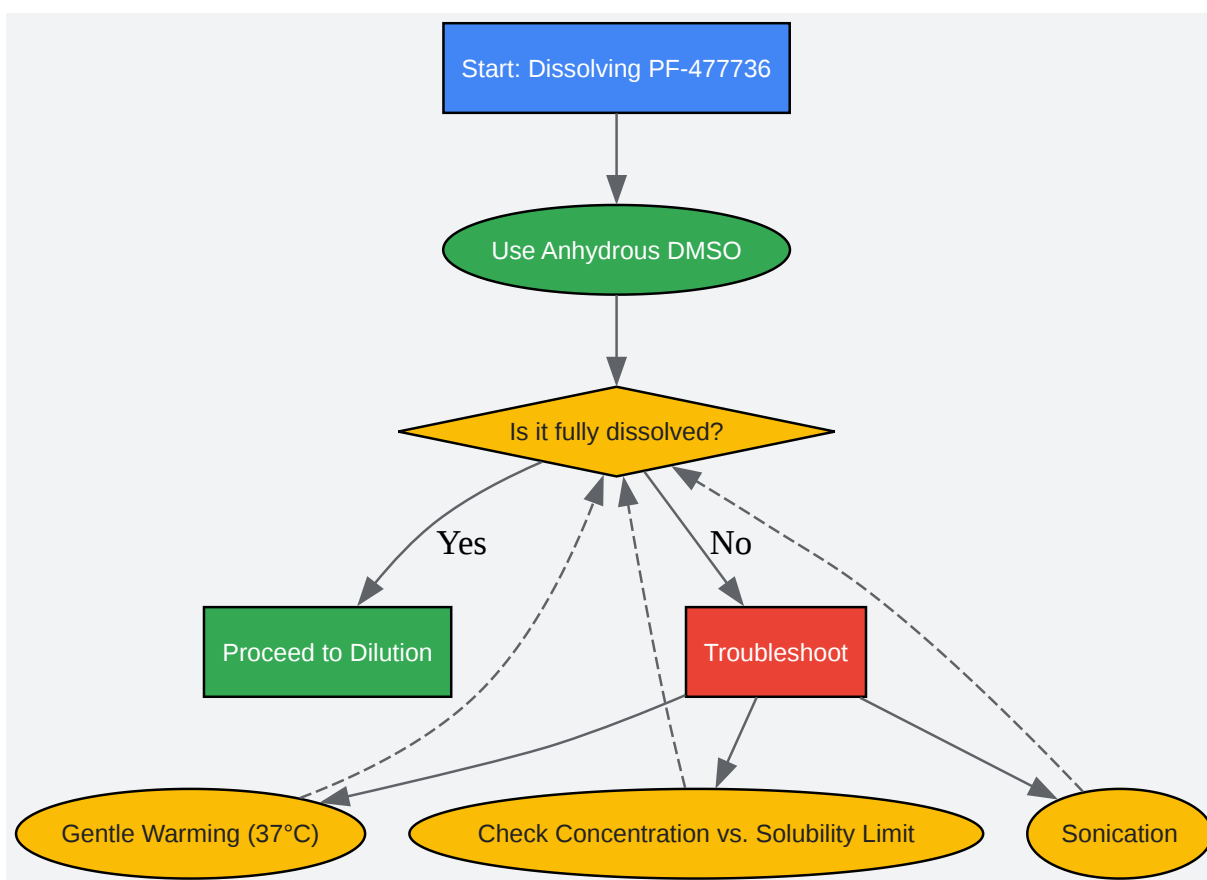 Start: Dissolving PF-477736
Use Anhydrous DMSO
Is it fully dissolved?
Yes
No
Proceed to Dilution
Troubleshoot
Gentle Warming (37°C)
Check Concentration vs. Solubility Limit
Sonication